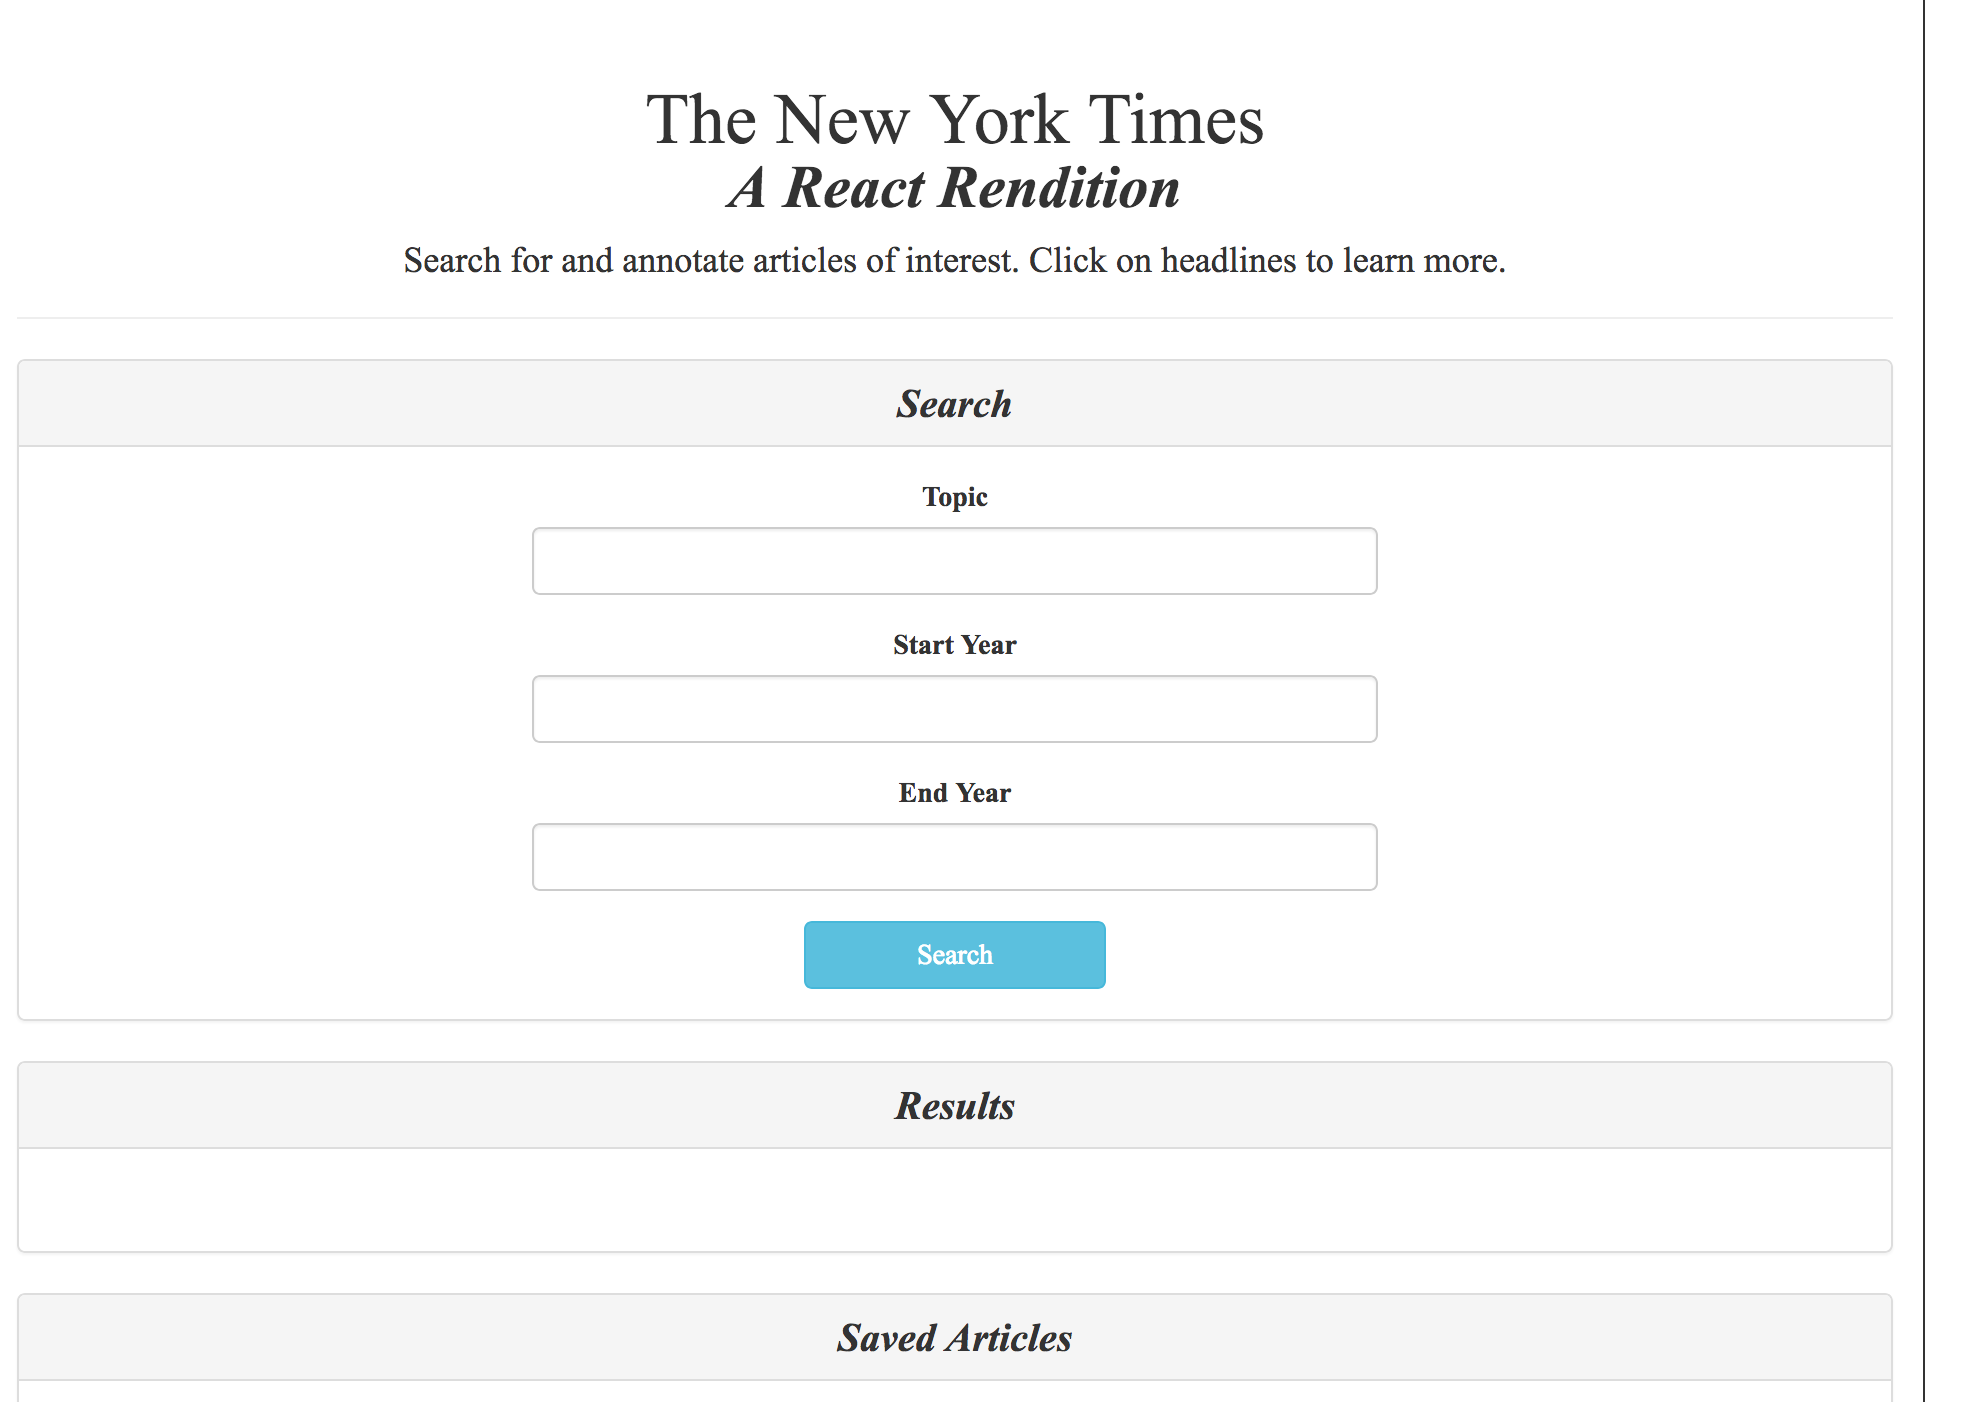 The New York Times
A React Rendition
Search for and annotate articles of interest. Click on headlines to learn more.
Search
Topic
Start Year
End Year
Search
Results
Saved Articles